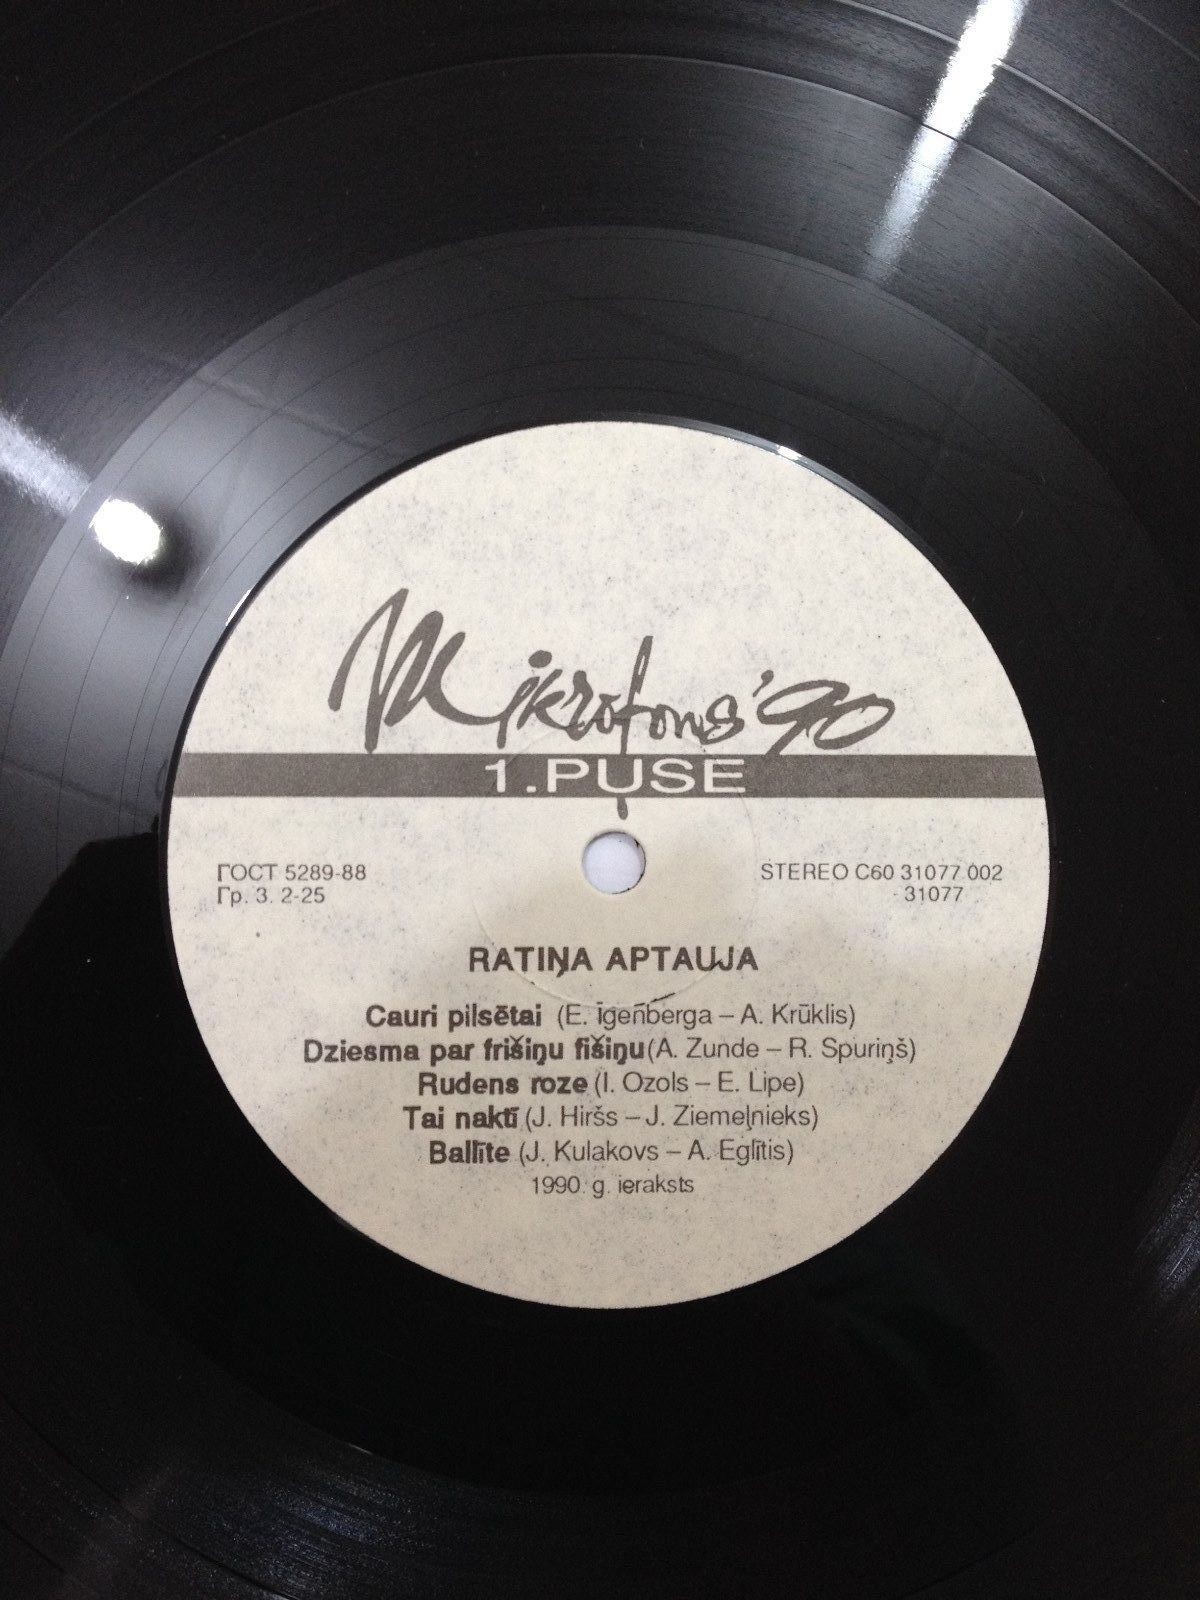 Mikrofons '90
1.PUSE
ГОСТ 5289-88
Гр. 3. 2-25
STEREO C60 31077 002
31077
RATIŅA APTAUJA
Cauri pilsētai (E. Īgenberga – A. Krūklis)
Dziesma par frišiņu fišiņu (A. Zunde – R. Spuriņš)
Rudens roze (I. Ozols – E. Lipe)
Tai naktī (J. Hiršs – J. Ziemeļnieks)
Ballīte (J. Kulakovs – A. Eglītis)
1990. g. ieraksts